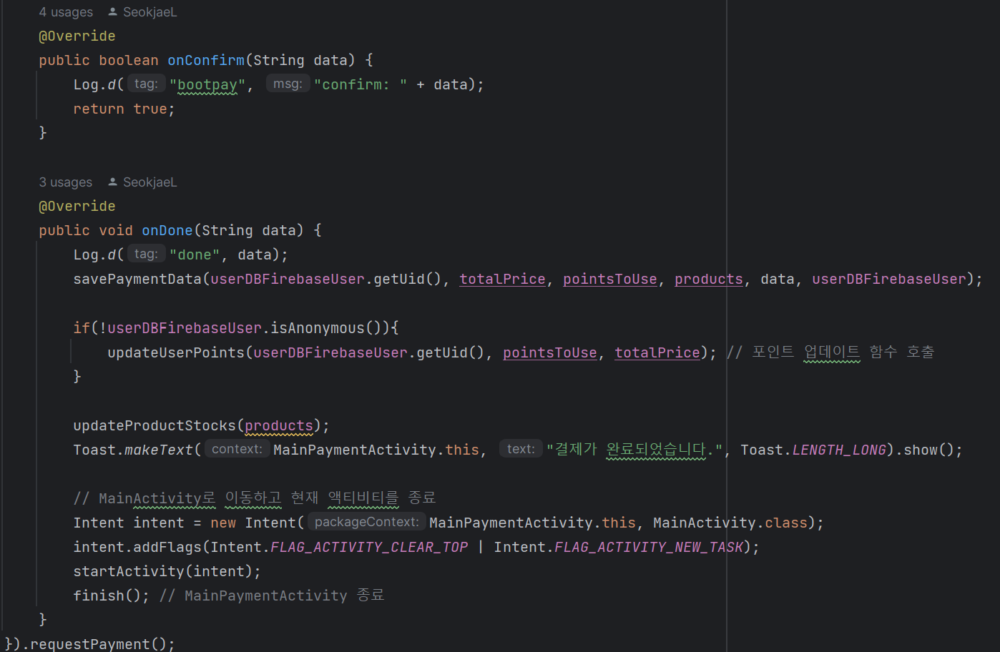 4 usages SeokjaeL
@Override
public boolean onConfirm(String data) {
Log.d( tag: "bootpay", msg: "confirm: " + data);
return true;
}
3 usages SeokjaeL
@Override
public void onDone(String data) {
Log.d( tag: "done", data);
savePaymentData(userDBFirebaseUser.getUid(), totalPrice, pointsToUse, products, data, userDBFirebaseUser);
if(!userDBFirebaseUser.isAnonymous()){
updateUserPoints(userDBFirebaseUser.getUid(), pointsToUse, totalPrice); // 포인트 업데이트 함수 호출
}
updateProductStocks(products);
Toast.makeText( context: MainPaymentActivity.this, text: "결제가 완료되었습니다.", Toast.LENGTH_LONG).show();
// MainActivity로 이동하고 현재 액티비티를 종료
Intent intent = new Intent( packageContext: MainPaymentActivity.this, MainActivity.class);
intent.addFlags(Intent.FLAG_ACTIVITY_CLEAR_TOP | Intent.FLAG_ACTIVITY_NEW_TASK);
startActivity(intent);
finish(); // MainPaymentActivity 종료
}
}).requestPayment();